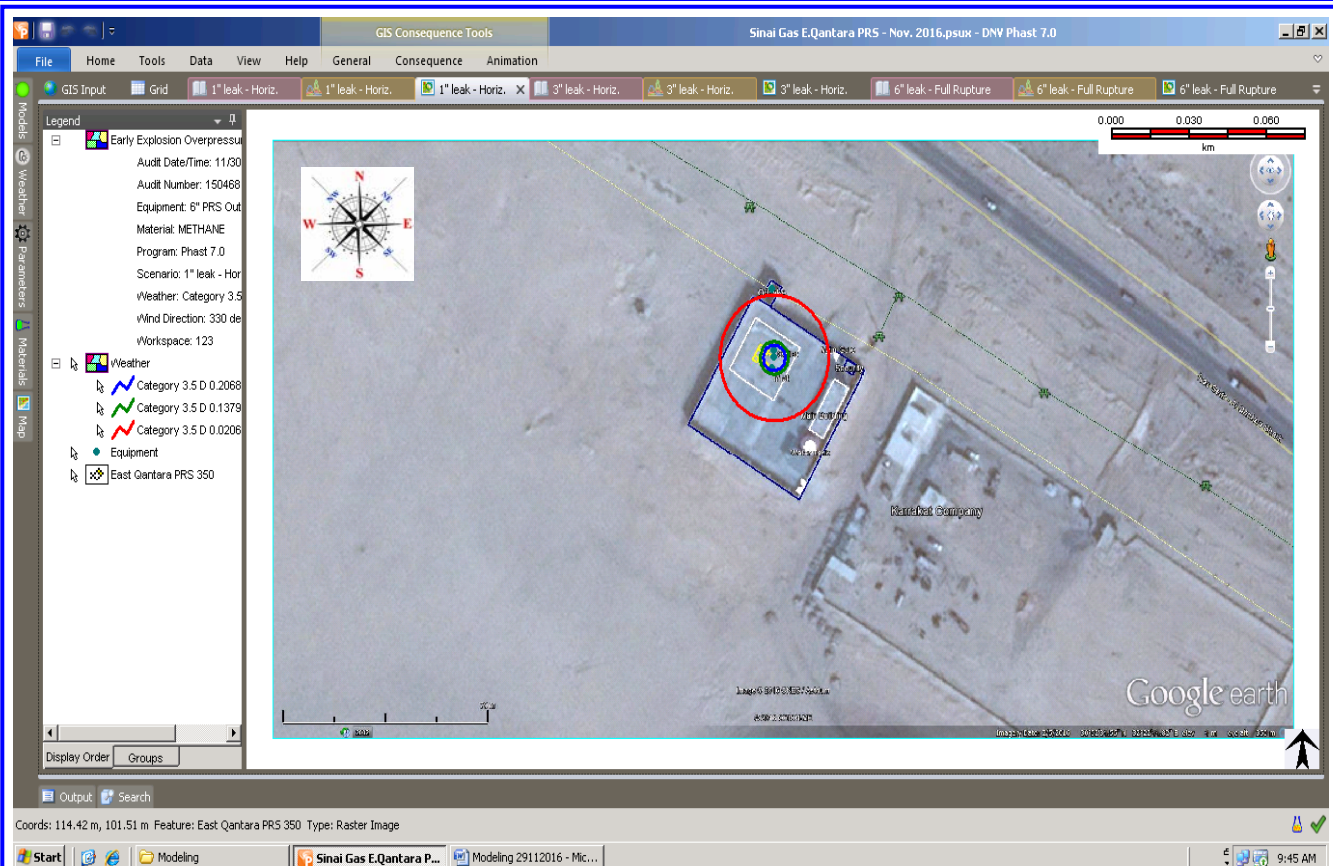 GIS Consequence Tools
Sinai Gas E.Qantara PRS - Nov. 2016.psux - DNV Phast 7.0
File Home Tools Data View Help General Consequence Animation
GIS Input Grid 1" leak - Horiz. 1" leak - Horiz. 1" leak - Horiz. 3" leak - Horiz. 3" leak - Horiz. 3" leak - Horiz. 6" leak - Full Rupture 6" leak - Full Rupture 6" leak - Full Rupture
Models
Weather
Parameters
Materials
Map
Legend
Early Explosion Overpressu
Audit Date/Time: 11/30
Audit Number: 150468
Equipment: 6" PRS Out
Material: METHANE
Program: Phast 7.0
Scenario: 1" leak - Hor
Weather: Category 3.5
Wind Direction: 330 de
Workspace: 123
Weather
Category 3.5 D 0.2068
Category 3.5 D 0.1379
Category 3.5 D 0.0206
Equipment
East Qantara PRS 350
0.000 0.030 0.060
km
N
NW NE
W E
SW SE
S
Karrakat Company
Google earth
Display Order Groups
Output Search
Coords: 114.42 m, 101.51 m Feature: East Qantara PRS 350 Type: Raster Image
Start Modeling Sinai Gas E.Qantara P... Modeling 29112016 - Mic... 9:45 AM